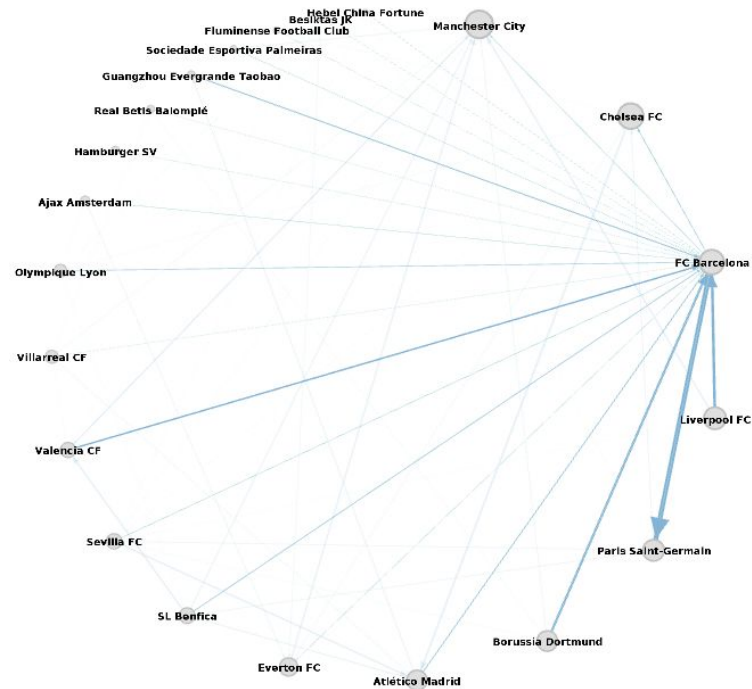 Hebei China Fortune
Besiktas JK
Manchester City
Fluminense Football Club
Sociedade Esportiva Palmeiras
Guangzhou Evergrande Taobao
Real Betis Balompié
Chelsea FC
Hamburger SV
Ajax Amsterdam
FC Barcelona
Olympique Lyon
Villarreal CF
Liverpool FC
Valencia CF
Sevilla FC
Paris Saint-Germain
SL Benfica
Borussia Dortmund
Everton FC
Atlético Madrid